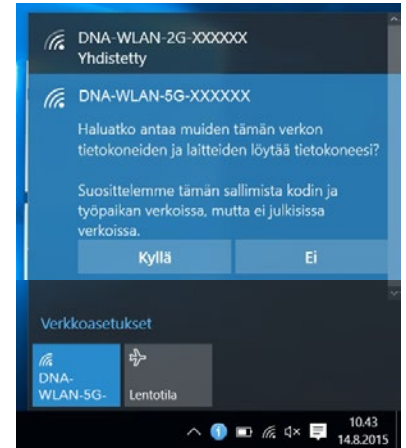 DNA-WLAN-2G-XXXXXX
Yhdistetty
DNA-WLAN-5G-XXXXXX
Haluatko antaa muiden tämän verkon
tietokoneiden ja laitteiden löytää tietokoneesi?
Suosittelemme tämän sallimista kodin ja
työpaikan verkoissa, mutta ei julkisissa
verkoissa.
Kyllä
Ei
Verkkoasetukset
DNA-
WLAN-5G-
Lentotila
10.43
14.8.2015